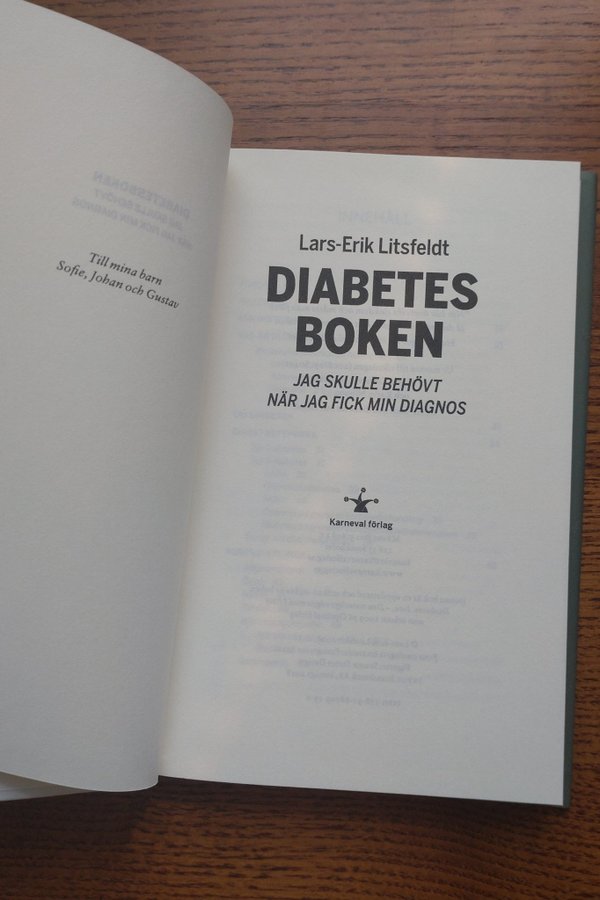 Till mina barn
Sofie, Johan och Gustav
Lars-Erik Litsfeldt
DIABETES
BOKEN
JAG SKULLE BEHÖVT
NÄR JAG FICK MIN DIAGNOS
Karneval förlag